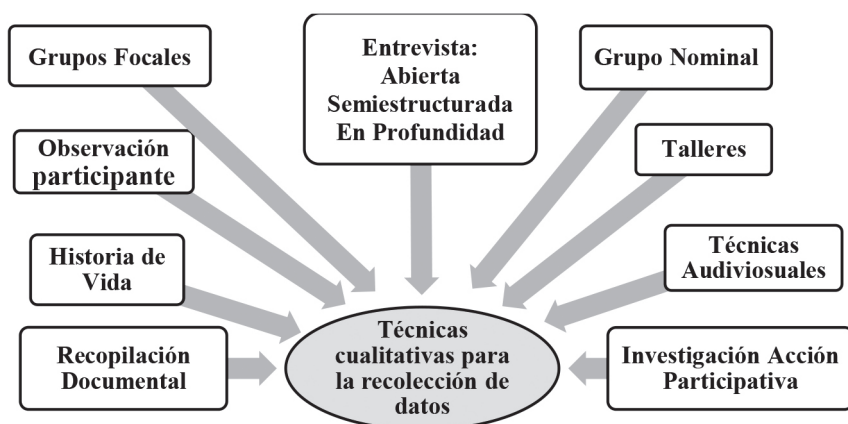 Grupos Focales
Entrevista:
Abierta
Semiestructurada
En Profundidad
Grupo Nominal
Observación
participante
Talleres
Historia de
Vida
Técnicas
Audiviosuales
Recopilación
Documental
Técnicas
cualitativas para
la recolección de
datos
Investigación Acción
Participativa